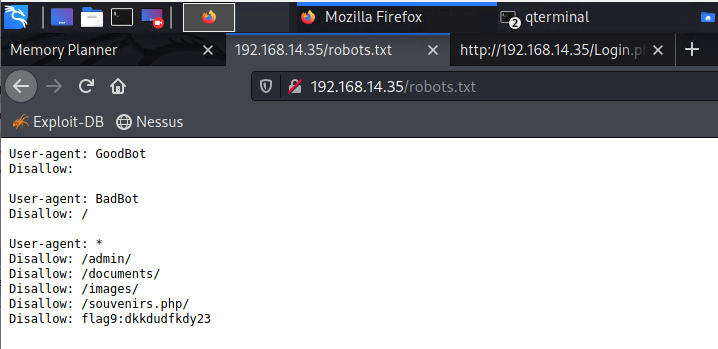 Mozilla Firefox
2 qterminal
Memory Planner
192.168.14.35/robots.txt
http://192.168.14.35/Login.p
192.168.14.35/robots.txt
Exploit-DB
Nessus
User-agent: GoodBot
Disallow:
User-agent: BadBot
Disallow: /
User-agent: *
Disallow: /admin/
Disallow: /documents/
Disallow: /images/
Disallow: /souvenirs.php/
Disallow: flag9:dkkdudfkdy23